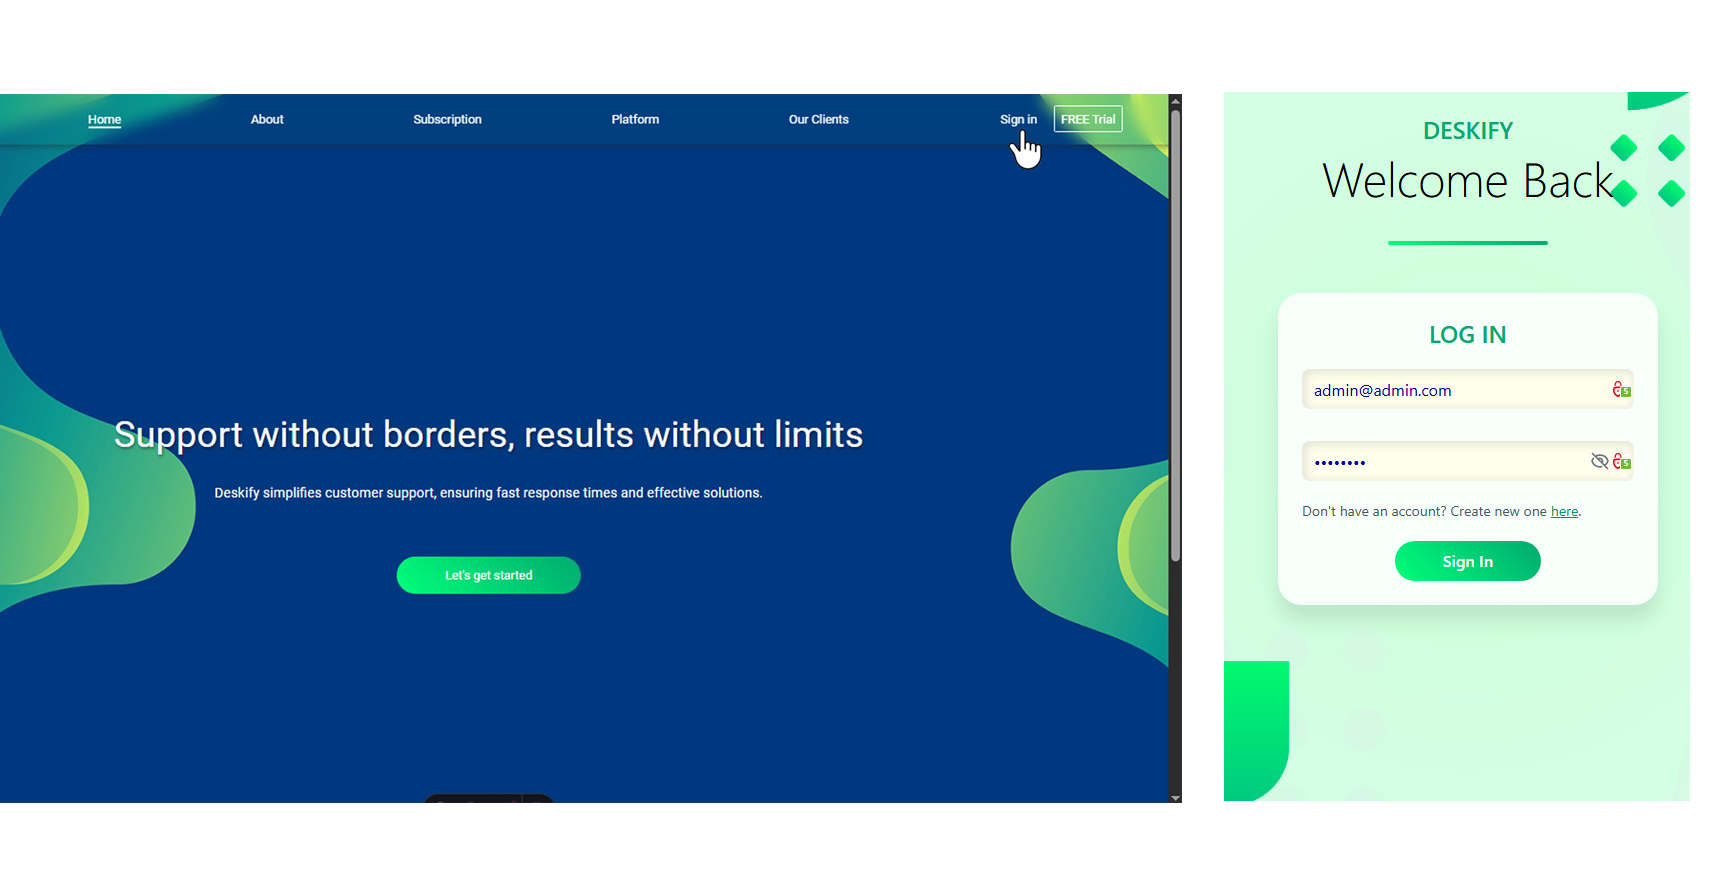 Home About Subscription Platform Our Clients Sign in FREE Trial
Support without borders, results without limits
Deskify simplifies customer support, ensuring fast response times and effective solutions.
Let's get started
DESKIFY
Welcome Back
LOG IN
admin@admin.com
••••••••
Don't have an account? Create new one here.
Sign In